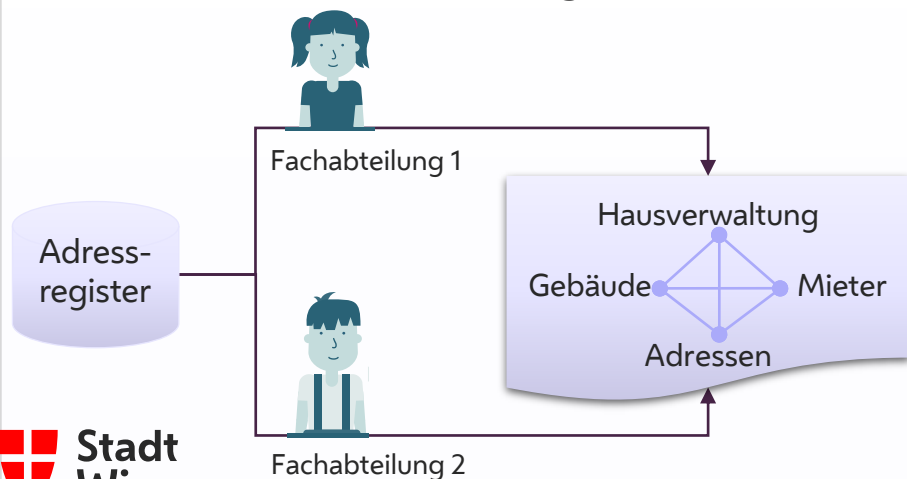 Fachabteilung 1
Adress-
register
Hausverwaltung
Gebäude
Mieter
Adressen
Fachabteilung 2
Stadt